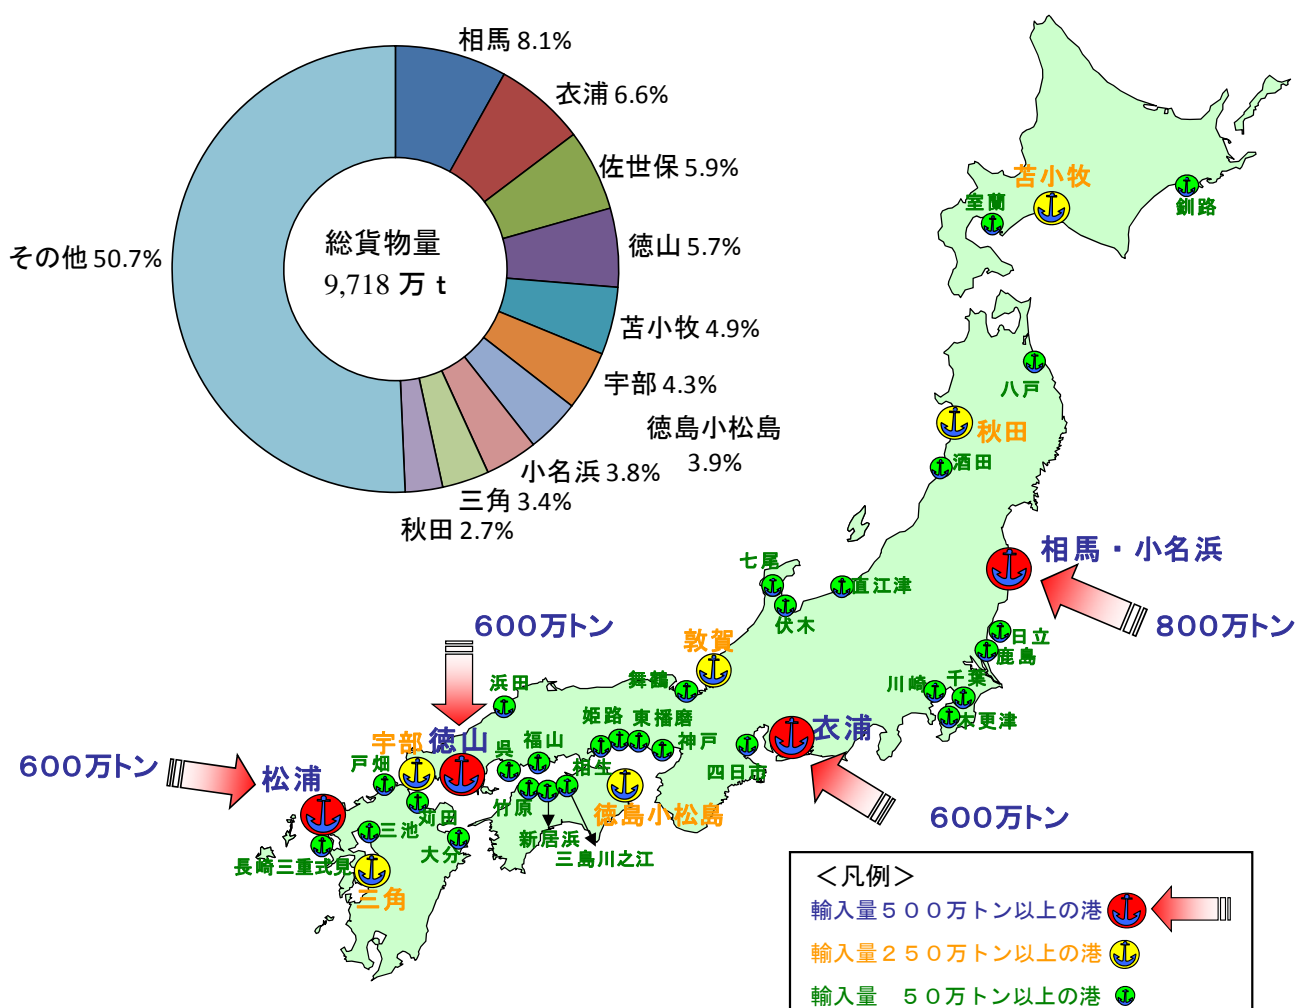 相馬 8.1%
衣浦 6.6%
佐世保 5.9%
徳山 5.7%
苫小牧 4.9%
宇部 4.3%
徳島小松島
3.9%
小名浜 3.8%
三角 3.4%
秋田 2.7%
その他 50.7%
総貨物量
9,718 万 t
苫小牧
室蘭
釧路
八戸
秋田
酒田
相馬・小名浜
800万トン
七尾
直江津
伏木
日立
鹿島
千葉
川崎
木更津
敦賀
舞鶴
600万トン
浜田
姫路
東播磨
神戸
四日市
衣浦
600万トン
宇部
徳山
呉
福山
相生
戸畑
600万トン
松浦
苅田
竹原
徳島小松島
新居浜
三島川之江
三池
大分
長崎三重式見
三角
＜凡例＞
輸入量５００万トン以上の港
輸入量２５０万トン以上の港
輸入量　５０万トン以上の港